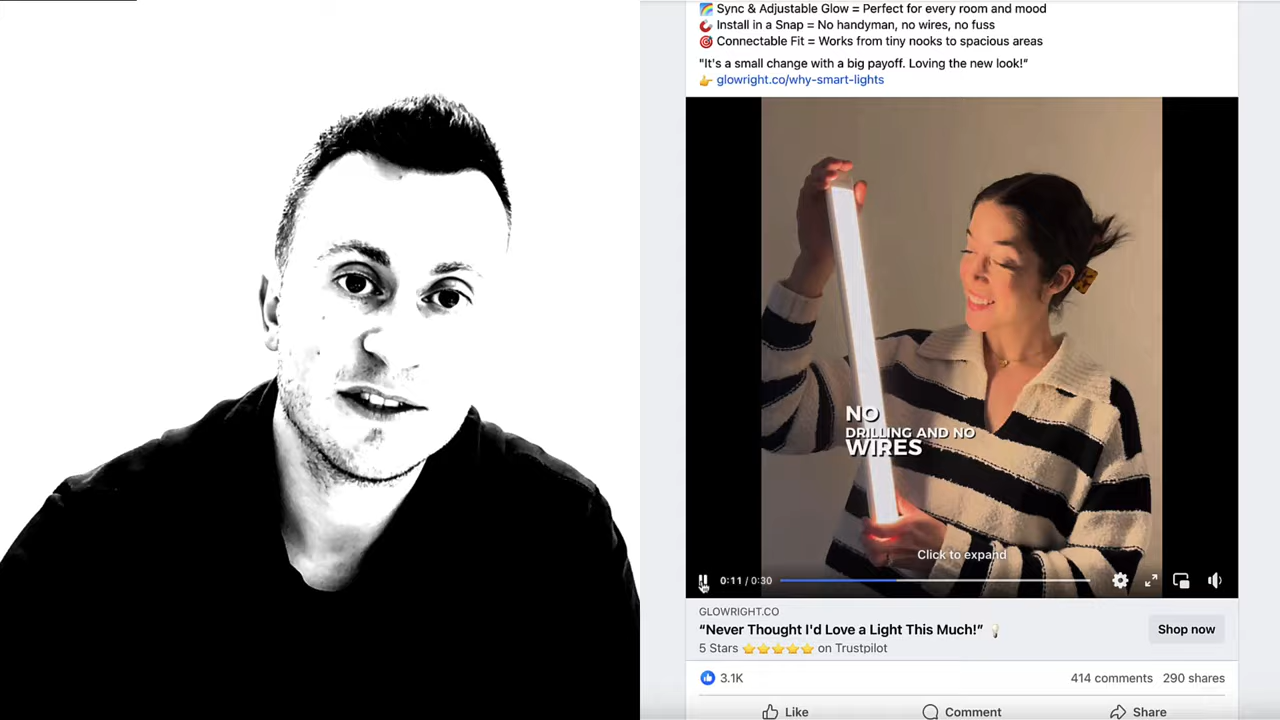 🌈 Sync & Adjustable Glow = Perfect for every room and mood
🧲 Install in a Snap = No handyman, no wires, no fuss
🎯 Connectable Fit = Works from tiny nooks to spacious areas
"It's a small change with a big payoff. Loving the new look!"
👉 glowright.co/why-smart-lights
NO
DRILLING AND NO
WIRES
Click to expand
0:11 / 0:30
GLOWRIGHT.CO
“Never Thought I'd Love a Light This Much!” 💡
Shop now
5 Stars ⭐⭐⭐⭐⭐ on Trustpilot
3.1K
414 comments 290 shares
Like Comment Share